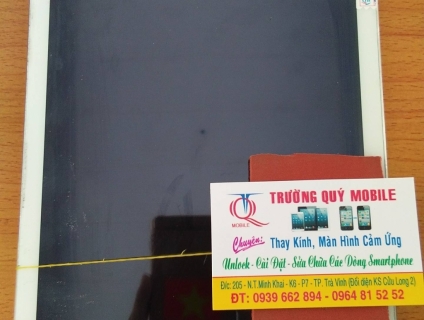 TRƯỜNG QUÝ MOBILE
TQ
MOBILE
Chuyên: Thay Kính, Màn Hình Cảm Ứng
Unlock - Cài Đặt - Sửa Chữa Các Dòng Smartphone
Đ/c: 205 - N.T.Minh Khai - K6 - P7 - TP. Trà Vinh (Đối diện KS Cửu Long 2)
ĐT: 0939 662 894 - 0964 81 52 52